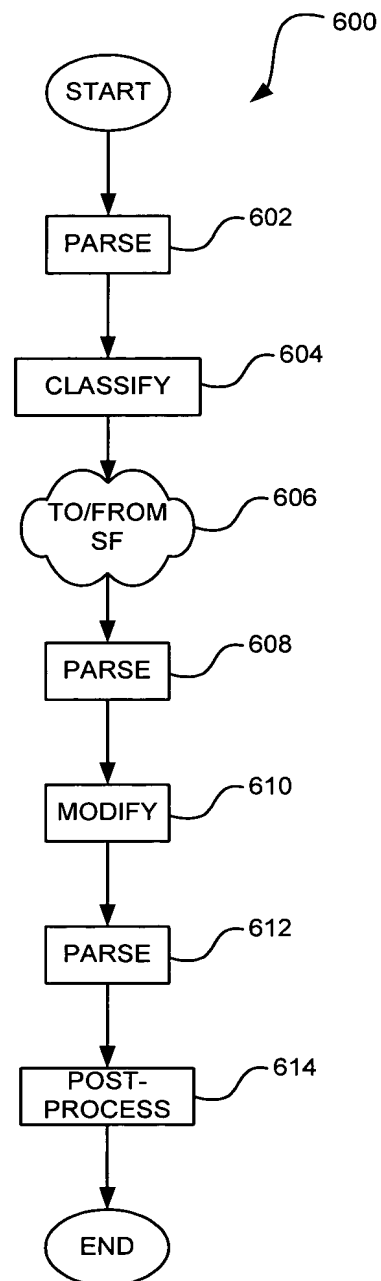 600
START
602
PARSE
604
CLASSIFY
606
TO/FROM
SF
608
PARSE
610
MODIFY
612
PARSE
614
POST-
PROCESS
END